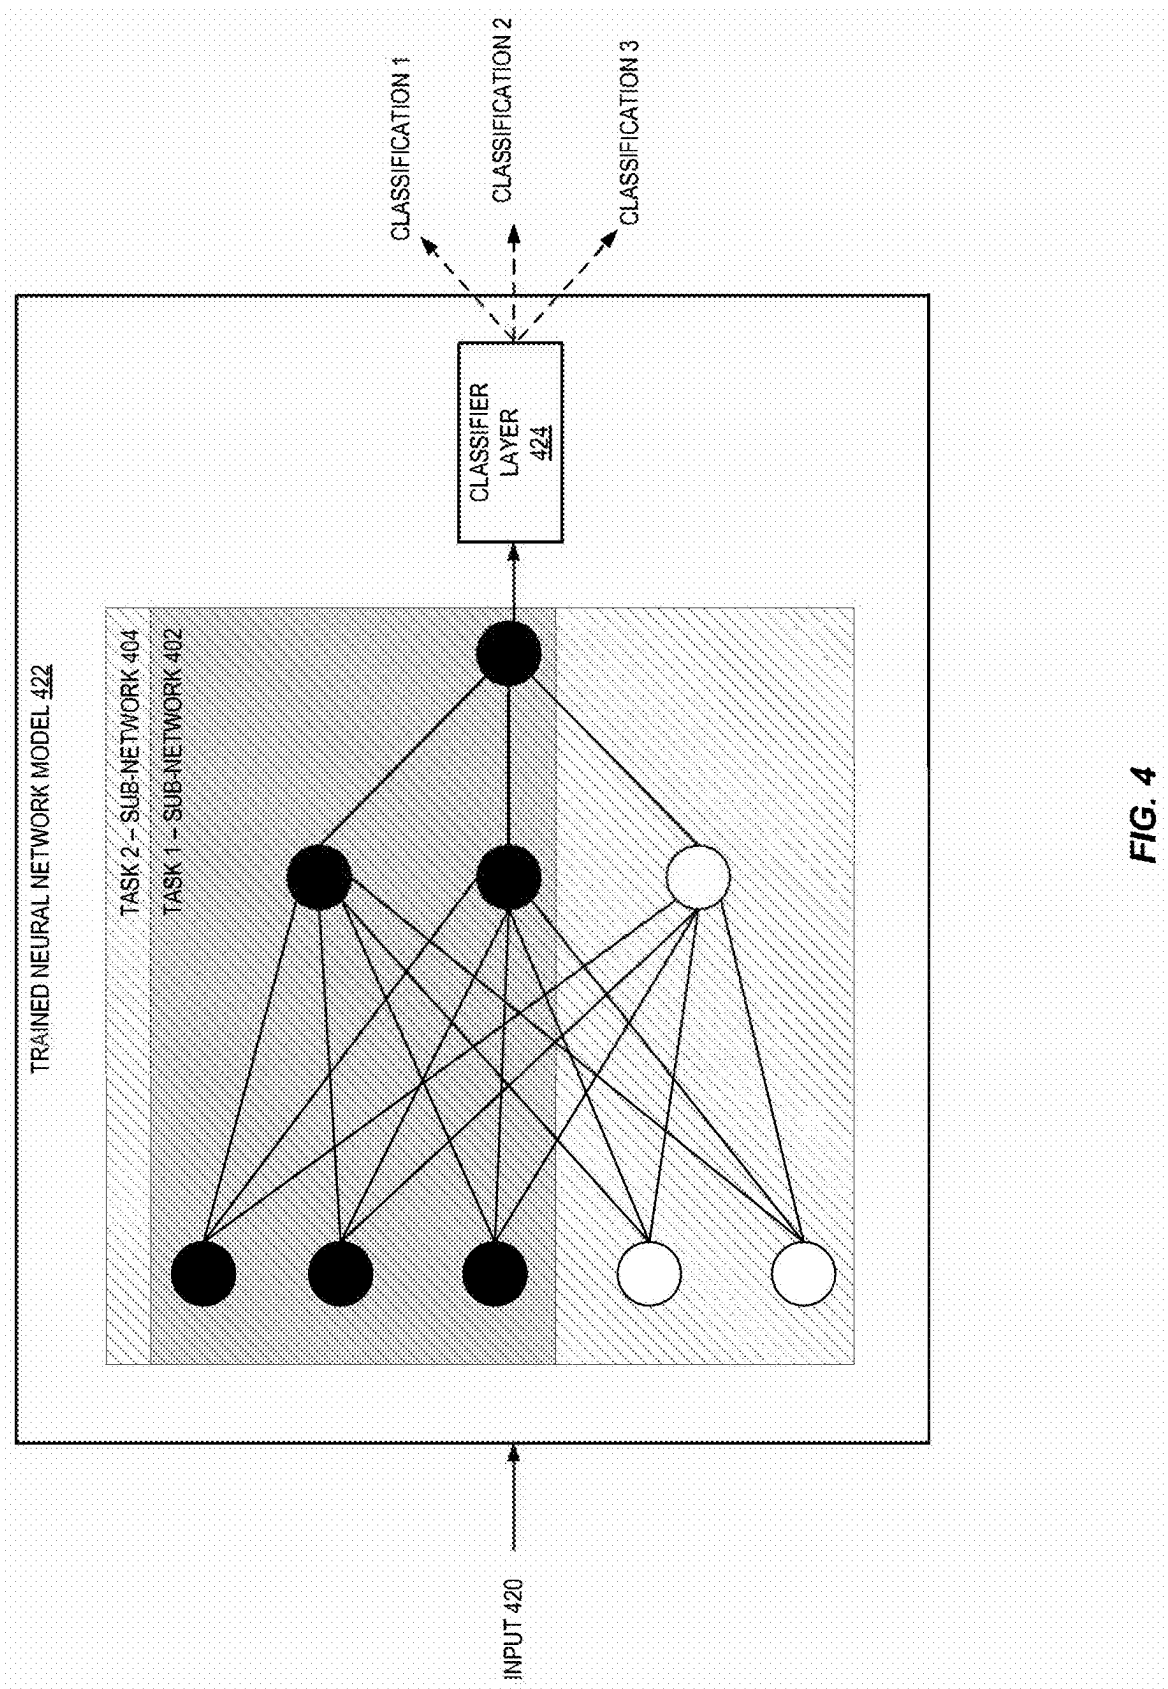 TRAINED NEURAL NETWORK MODEL 422
TASK 2 – SUB-NETWORK 404
TASK 1 – SUB-NETWORK 402
INPUT 420
CLASSIFIER
LAYER
424
CLASSIFICATION 1
CLASSIFICATION 2
CLASSIFICATION 3
FIG. 4